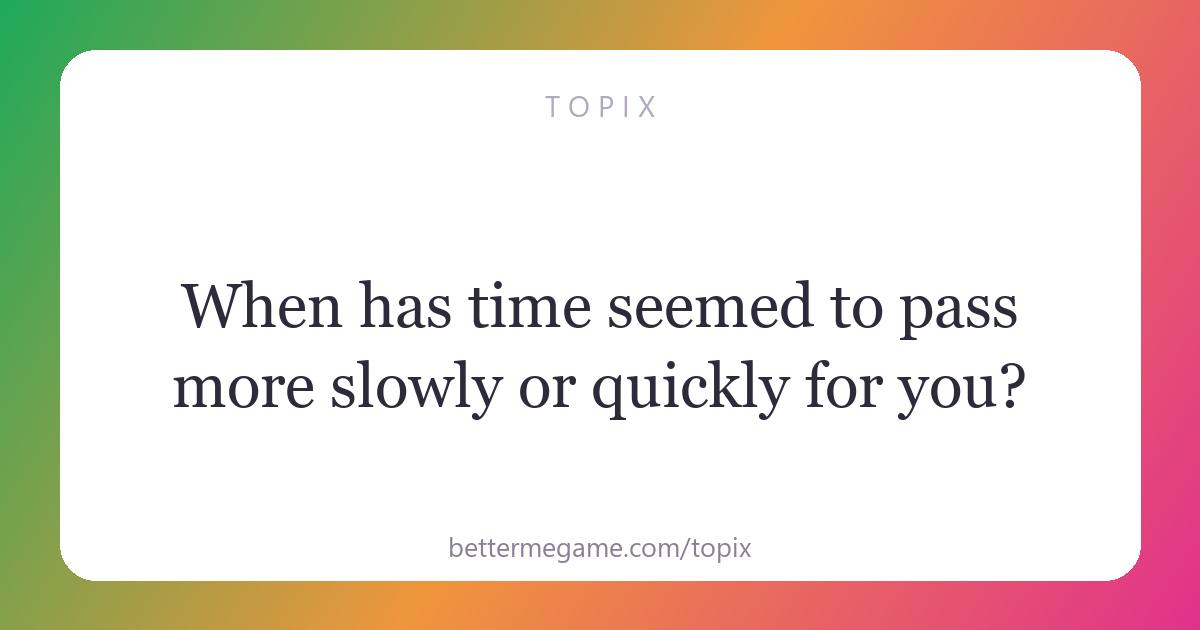 TOPIX
When has time seemed to pass
more slowly or quickly for you?
bettermegame.com/topix